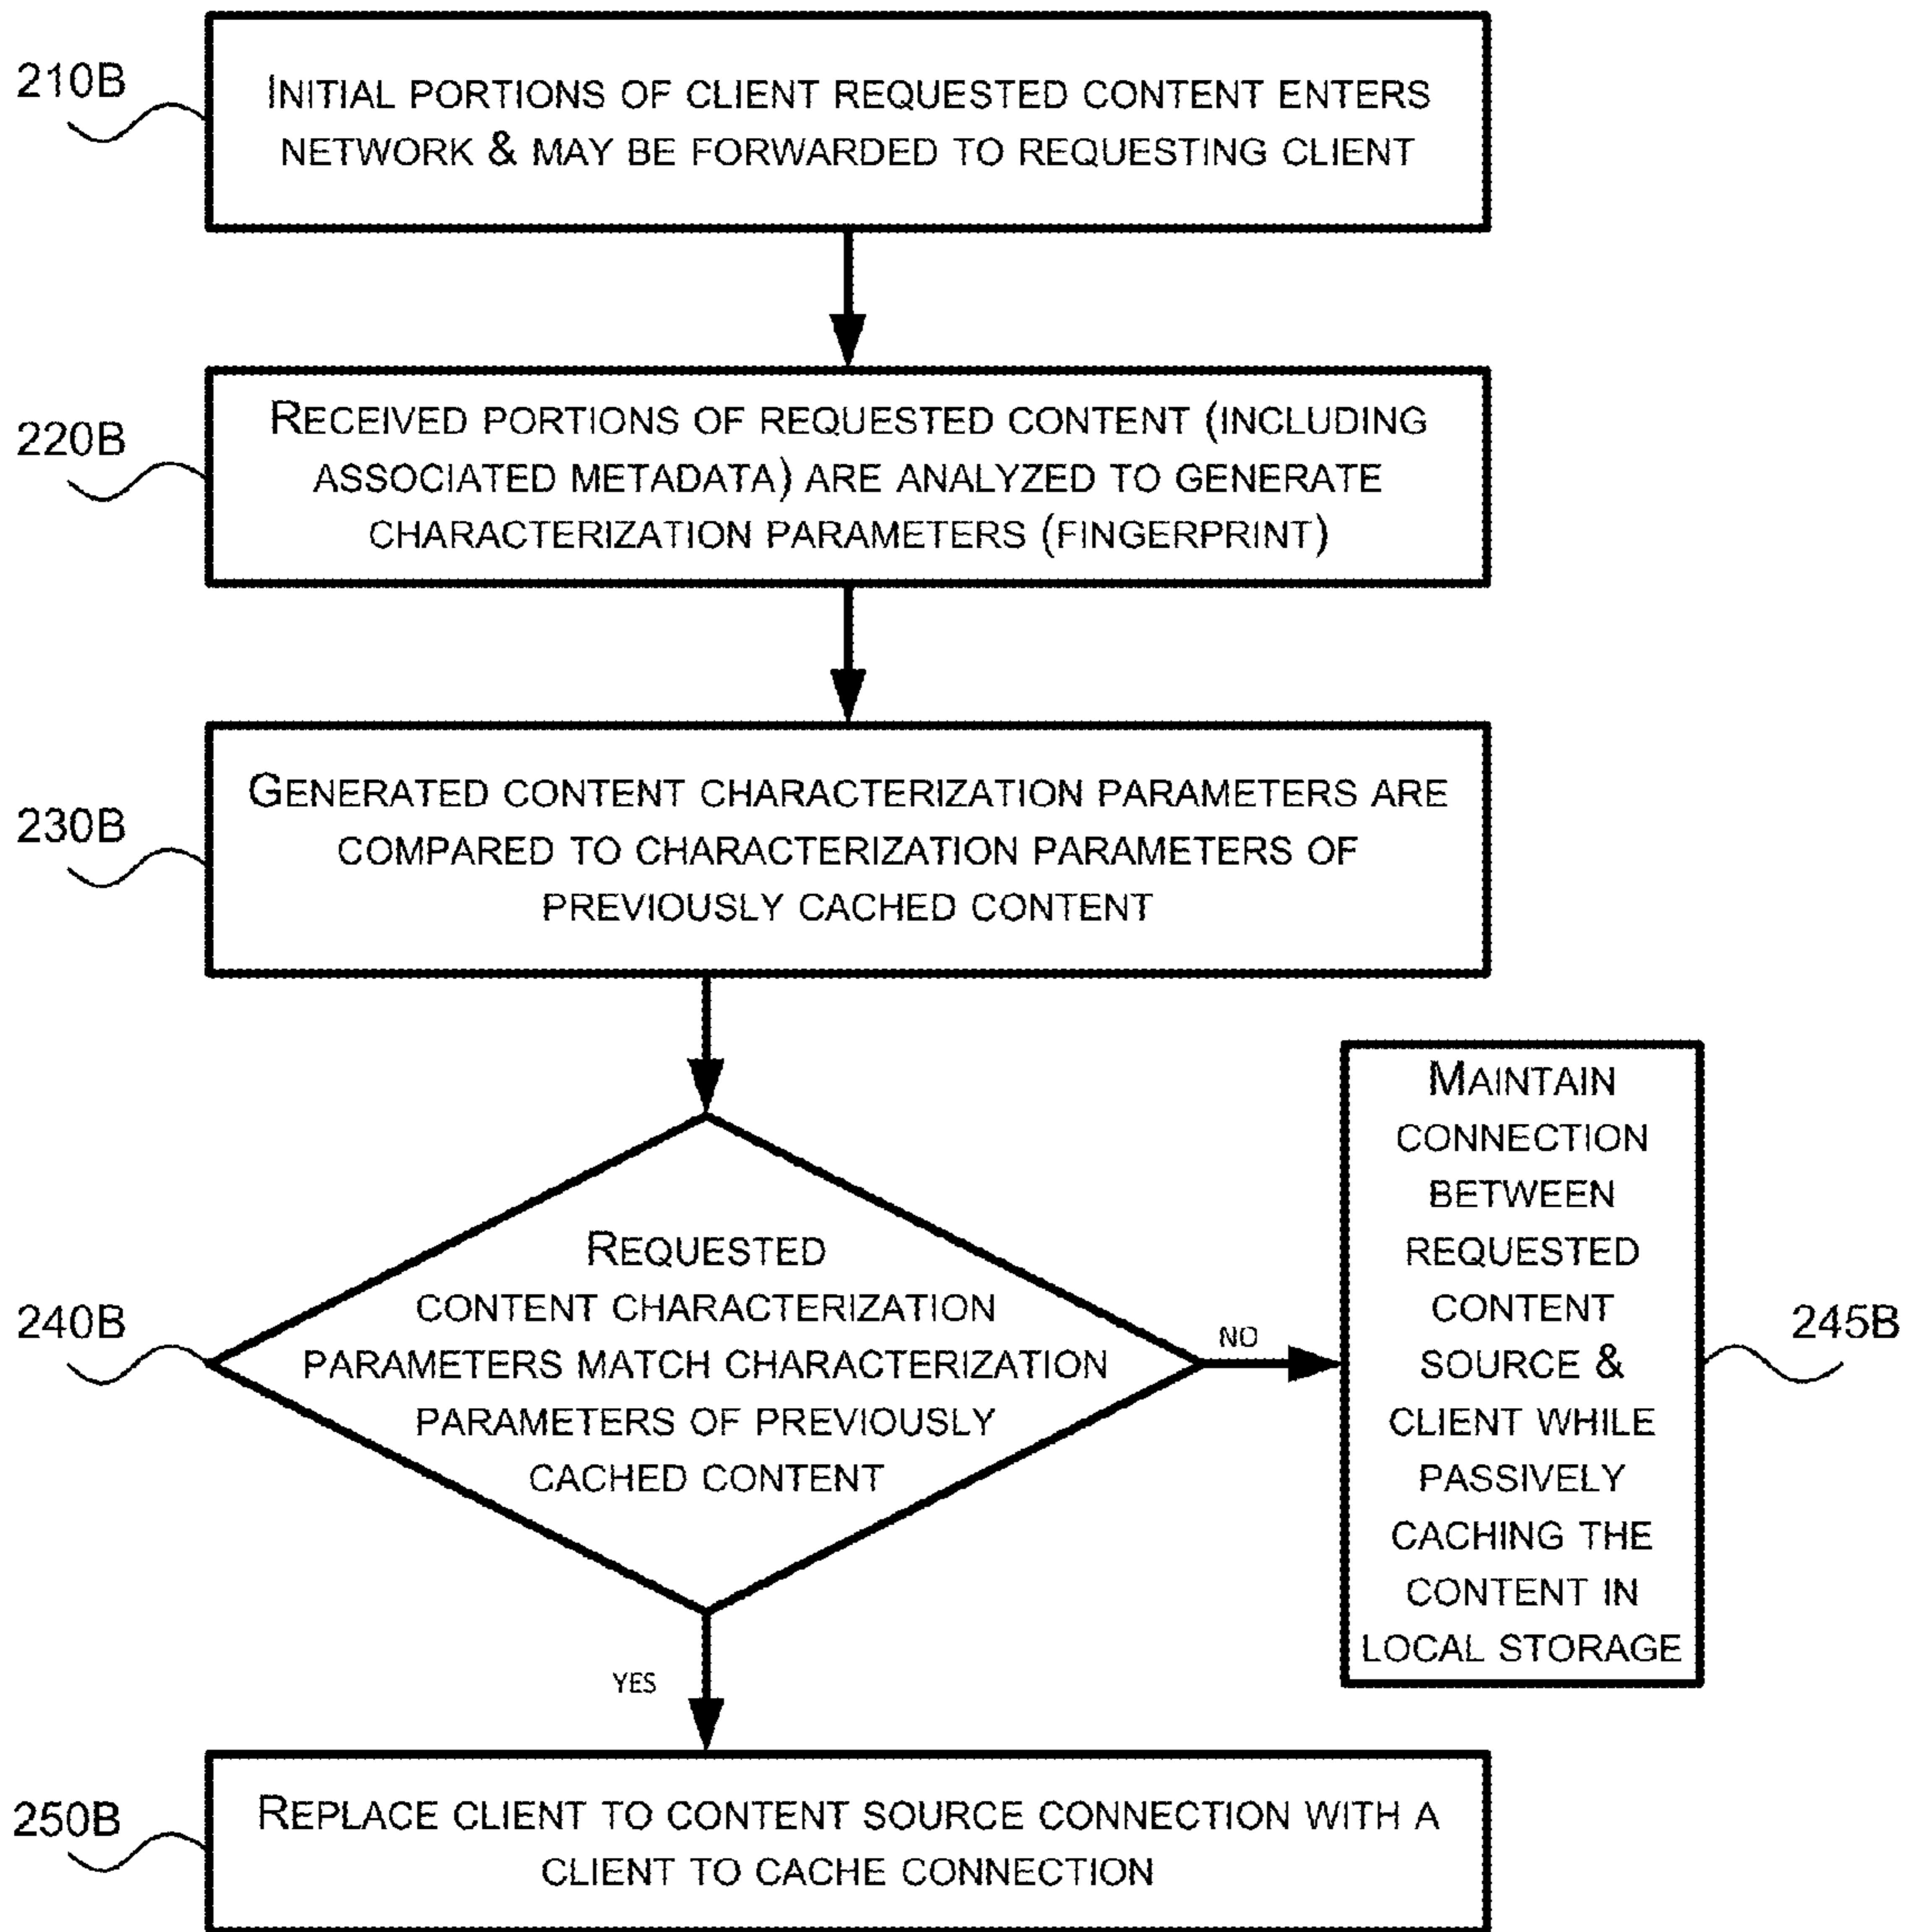 210B
INITIAL PORTIONS OF CLIENT REQUESTED CONTENT ENTERS
NETWORK & MAY BE FORWARDED TO REQUESTING CLIENT
220B
RECEIVED PORTIONS OF REQUESTED CONTENT (INCLUDING
ASSOCIATED METADATA) ARE ANALYZED TO GENERATE
CHARACTERIZATION PARAMETERS (FINGERPRINT)
230B
GENERATED CONTENT CHARACTERIZATION PARAMETERS ARE
COMPARED TO CHARACTERIZATION PARAMETERS OF
PREVIOUSLY CACHED CONTENT
240B
REQUESTED
CONTENT CHARACTERIZATION
PARAMETERS MATCH CHARACTERIZATION
PARAMETERS OF PREVIOUSLY
CACHED CONTENT
NO
MAINTAIN
CONNECTION
BETWEEN
REQUESTED
CONTENT
SOURCE &
CLIENT WHILE
PASSIVELY
CACHING THE
CONTENT IN
LOCAL STORAGE
245B
YES
250B
REPLACE CLIENT TO CONTENT SOURCE CONNECTION WITH A
CLIENT TO CACHE CONNECTION